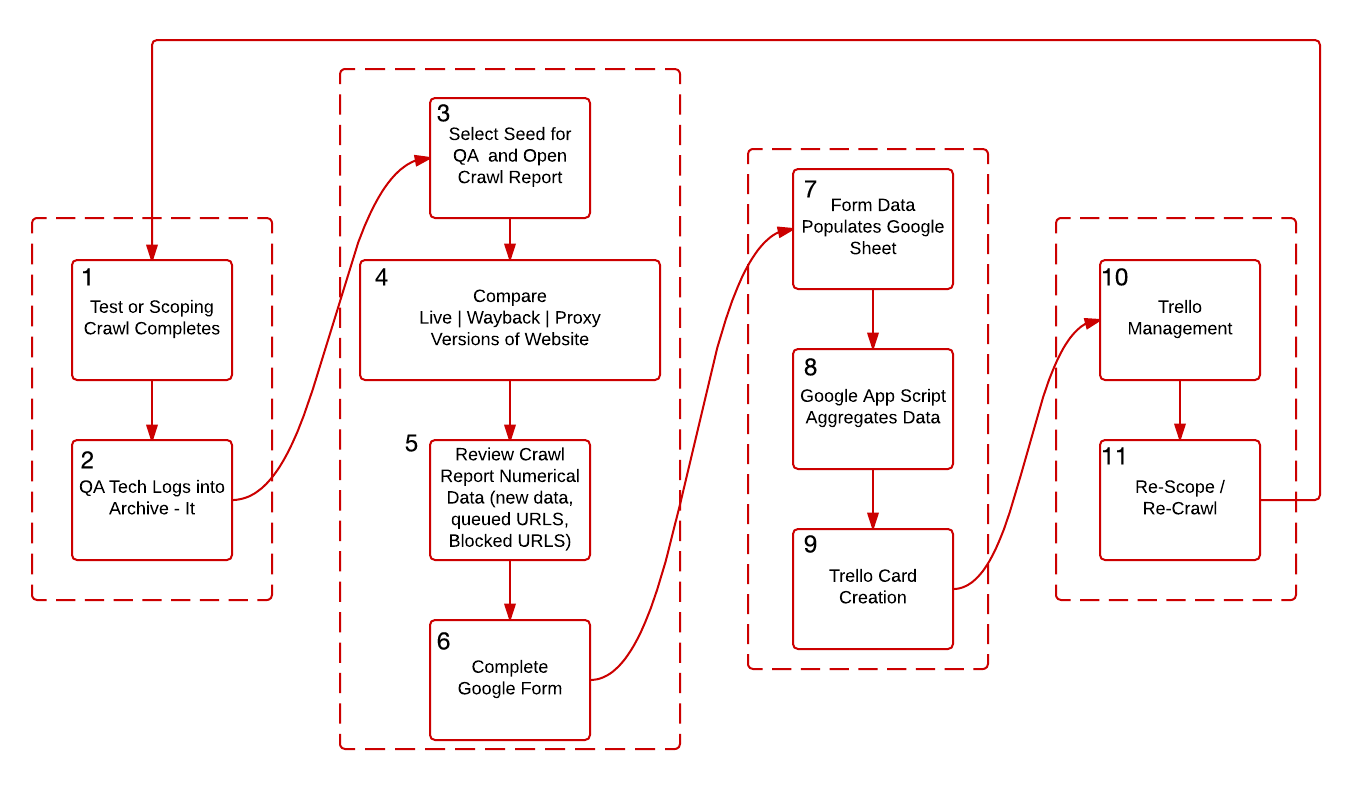 1
Test or Scoping
Crawl Completes
2
QA Tech Logs into
Archive - It
3
Select Seed for
QA  and Open
Crawl Report
4
Compare
Live | Wayback | Proxy
Versions of Website
5
Review Crawl
Report Numerical
Data (new data,
queued URLS,
Blocked URLS)
6
Complete
Google Form
7
Form Data
Populates Google
Sheet
8
Google App Script
Aggregates Data
9
Trello Card
Creation
10
Trello
Management
11
Re-Scope /
Re-Crawl